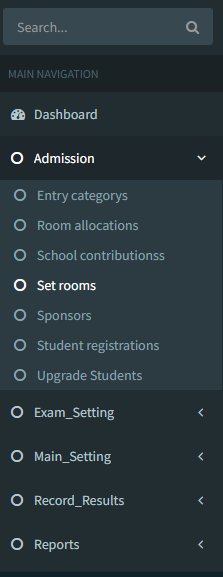 Search...
MAIN NAVIGATION
Dashboard
Admission
Entry categorys
Room allocations
School contributionss
Set rooms
Sponsors
Student registrations
Upgrade Students
Exam_Setting
Main_Setting
Record_Results
Reports